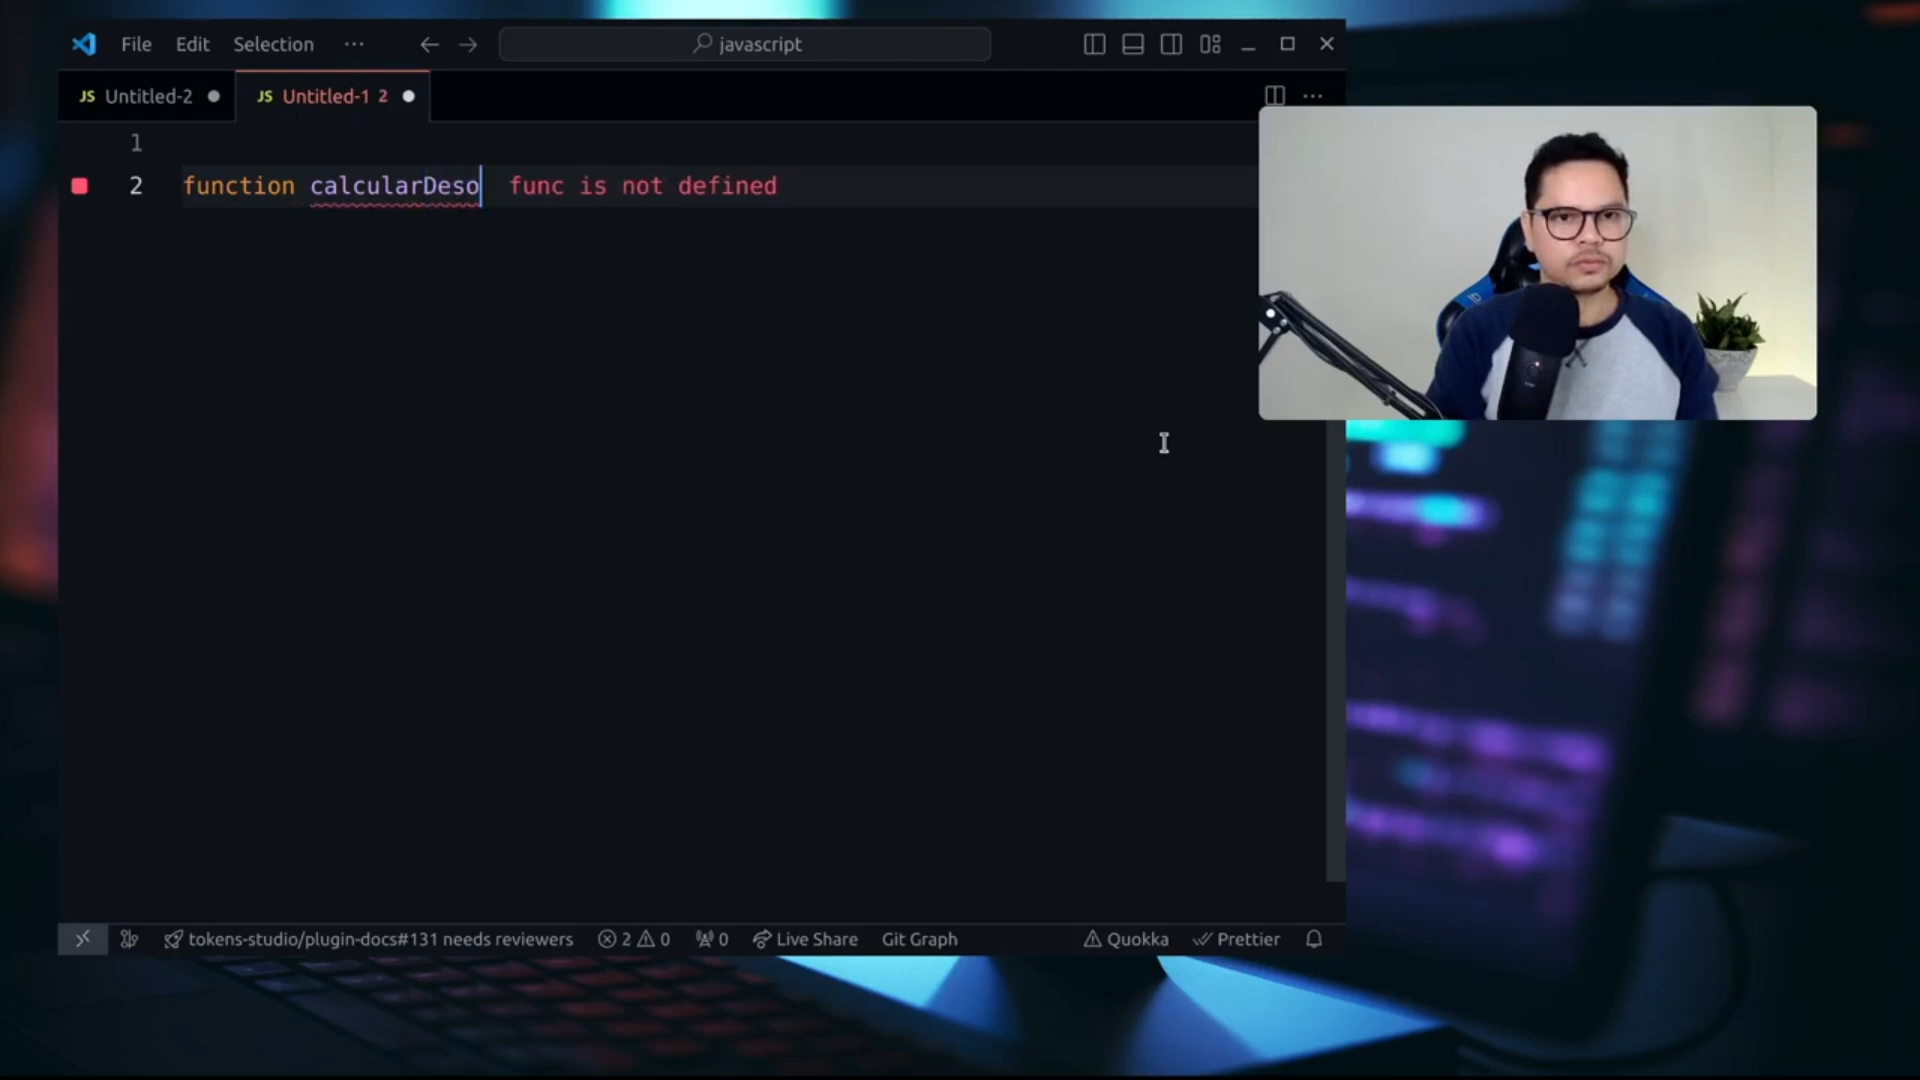 File Edit Selection ··· javascript
JS Untitled-2 JS Untitled-1 2
1
2 function calcularDeso func is not defined
tokens-studio/plugin-docs#131 needs reviewers 2 0 0 Live Share Git Graph Quokka Prettier